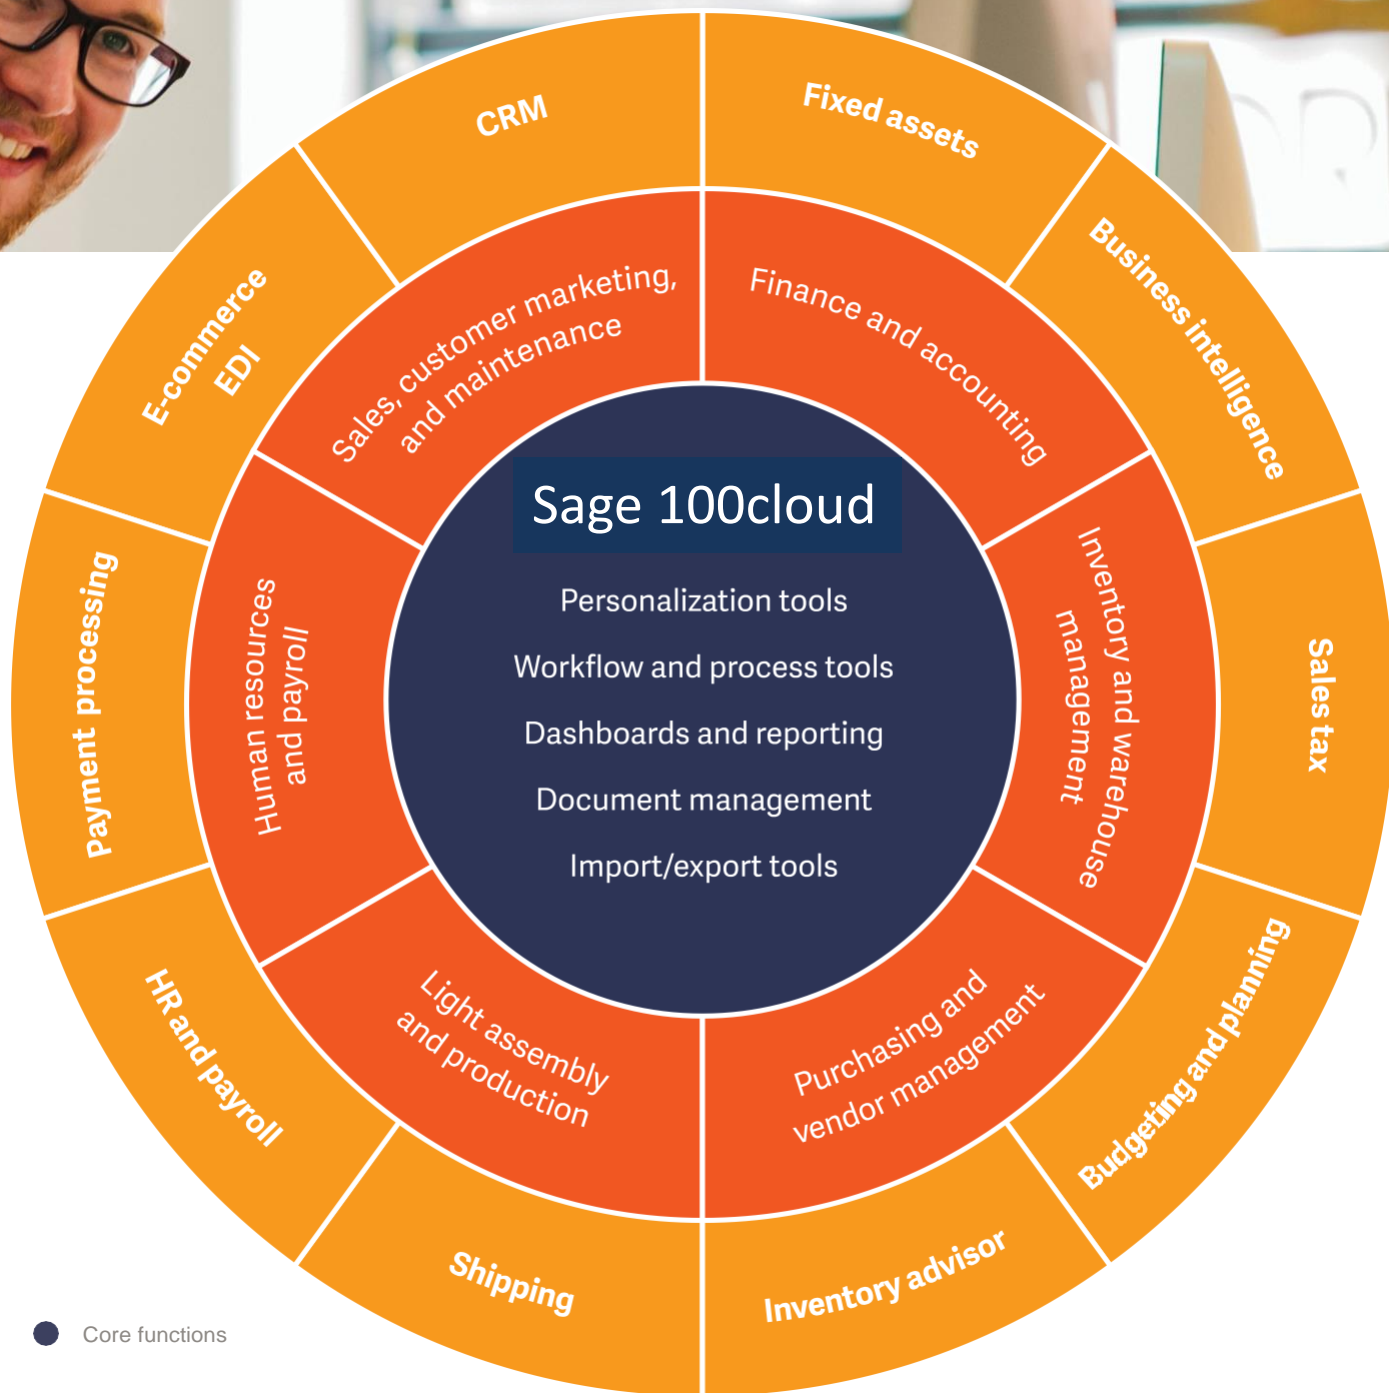 CRM
Fixed assets
Business intelligence
Sales tax
Budgeting and planning
Inventory advisor
Shipping
HR and payroll
Payment processing
E-commerce
EDI
Sales, customer marketing,
and maintenance
Finance and accounting
Inventory and warehouse
management
Purchasing and
vendor management
Light assembly
and production
Human resources
and payroll
Sage 100cloud
Personalization tools
Workflow and process tools
Dashboards and reporting
Document management
Import/export tools
Core functions